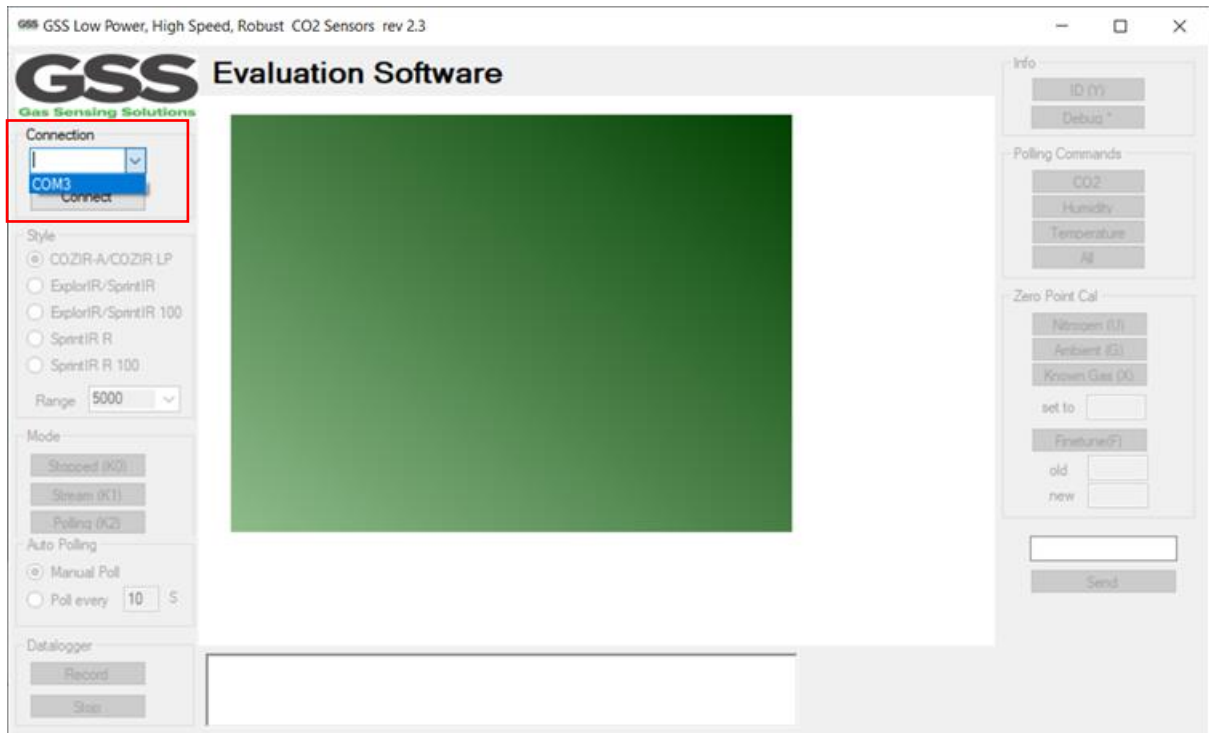 GSS GSS Low Power, High Speed, Robust CO2 Sensors rev 2.3
GSS
Gas Sensing Solutions
Evaluation Software
Connection
COM3
Connect
Style
COZIR-A/COZIR LP
ExplorIR/SprintIR
ExplorIR/SprintIR 100
SprintIR R
SprintIR R 100
Range 5000
Mode
Stopped (K0)
Stream (K1)
Polling (K2)
Auto Polling
Manual Poll
Poll every 10 S
Datalogger
Record
Stop
Info
ID (Y)
Debug *
Polling Commands
CO2
Humidity
Temperature
All
Zero Point Cal
Nitrogen (U)
Ambient (G)
Known Gas (X)
set to
Finetune(F)
old
new
Send